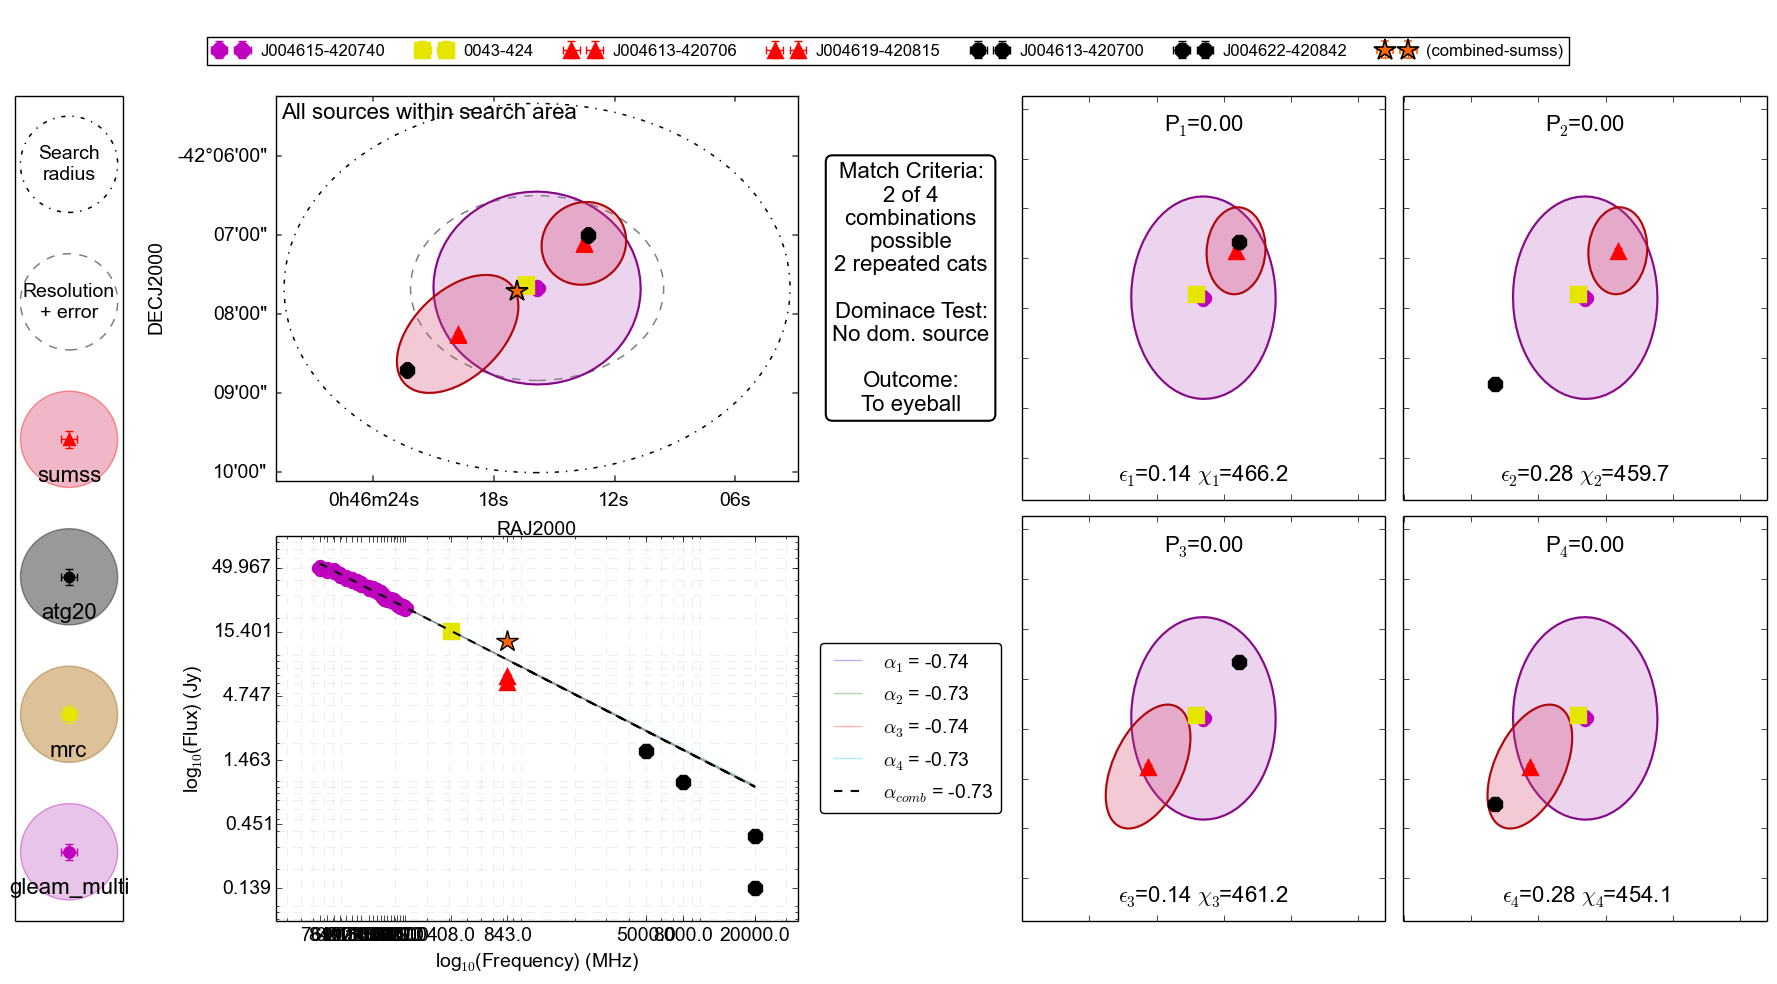 J004615-420740 0043-424 J004613-420706 J004619-420815 J004613-420700 J004622-420842 (combined-sumss)
Search
radius
Resolution
+ error
sumss
atg20
mrc
gleam_multi
All sources within search area
-42°06'00"
07'00"
08'00"
09'00"
10'00"
DECJ2000
0h46m24s 18s 12s 06s
RAJ2000
Match Criteria:
2 of 4
combinations
possible
2 repeated cats
Dominace Test:
No dom. source
Outcome:
To eyeball
P1=0.00
ϵ1=0.14 χ1=466.2
P2=0.00
ϵ2=0.28 χ2=459.7
49.967
15.401
4.747
1.463
0.451
0.139
log10(Flux) (Jy)
408.0 843.0 5000.0 8000.0 20000.0
log10(Frequency) (MHz)
α1 = -0.74
α2 = -0.73
α3 = -0.74
α4 = -0.73
αcomb = -0.73
P3=0.00
ϵ3=0.14 χ3=461.2
P4=0.00
ϵ4=0.28 χ4=454.1